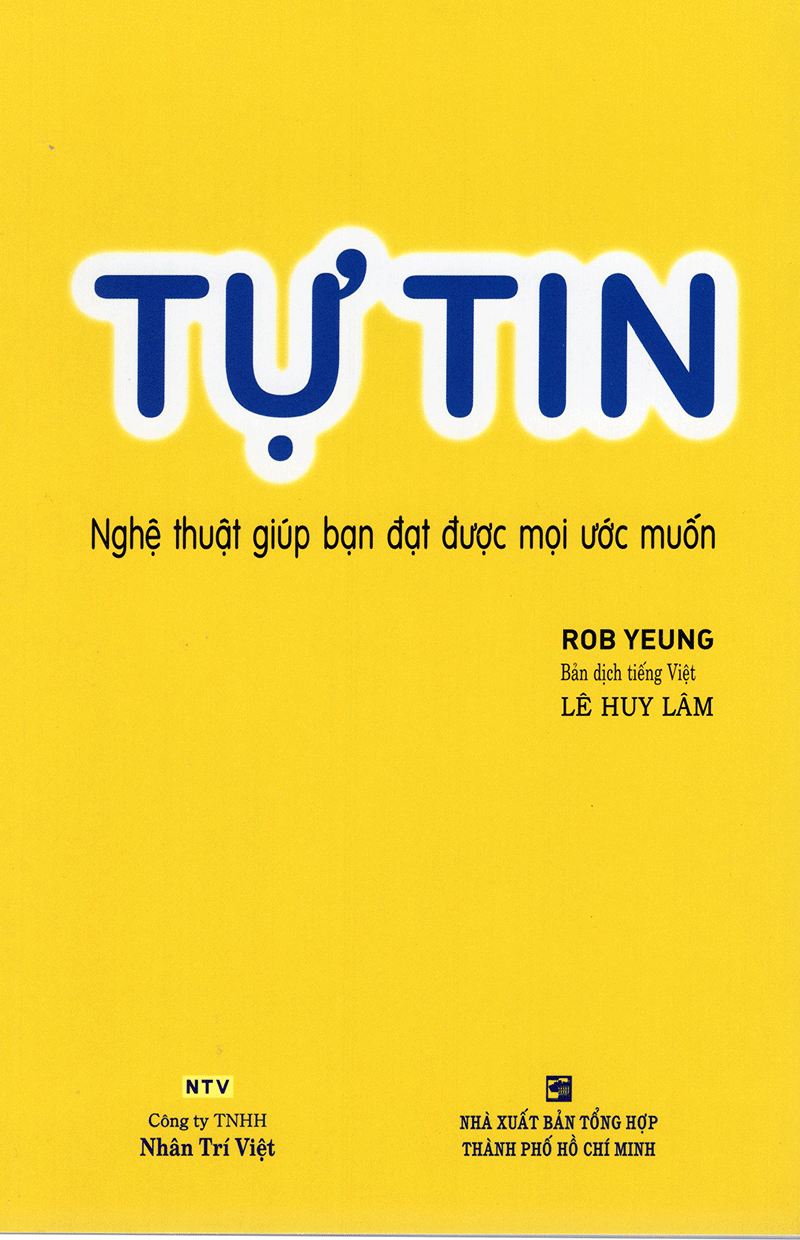 TỰ TIN
Nghệ thuật giúp bạn đạt được mọi ước muốn
ROB YEUNG
Bản dịch tiếng Việt
LÊ HUY LÂM
NTV
Công ty TNHH
Nhân Trí Việt
NHÀ XUẤT BẢN TỔNG HỢP
THÀNH PHỐ HỒ CHÍ MINH